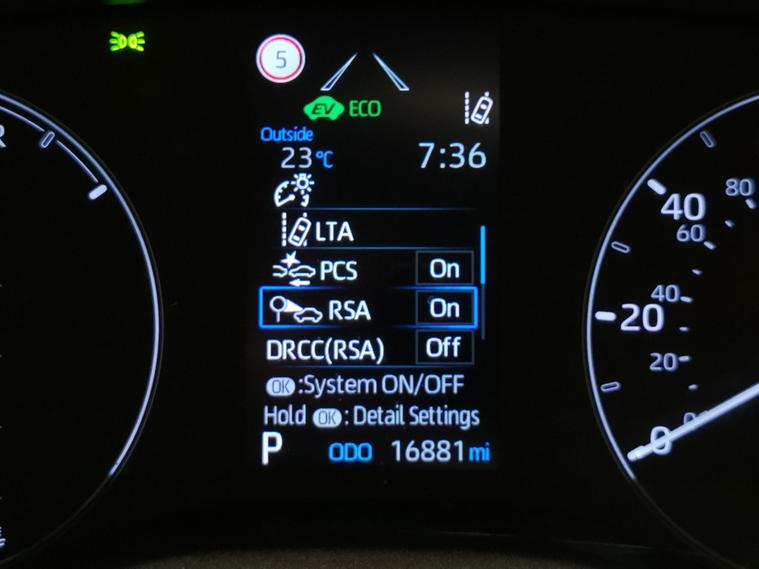 5
EV ECO
Outside
23°C 7:36
LTA
PCS On
RSA On
DRCC(RSA) Off
OK :System ON/OFF
Hold OK : Detail Settings
P ODO 16881 mi
80
40
60
40
20
20
0